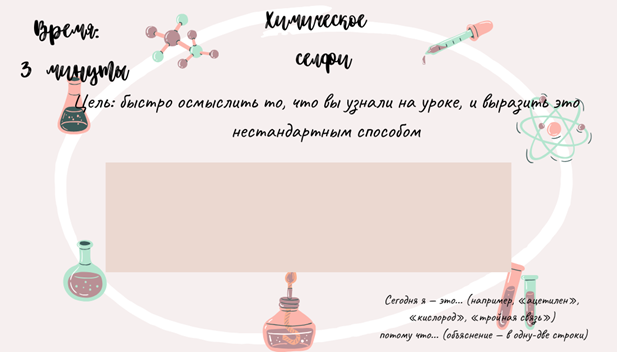 Время:
3 минуты
Химическое
селфи
Цель: быстро осмыслить то, что вы узнали на уроке, и выразить это
нестандартным способом
Сегодня я – это... (например, «ацетилен»,
«кислород», «тройная связь»)
потому что... (объяснение – в одну-две строки)